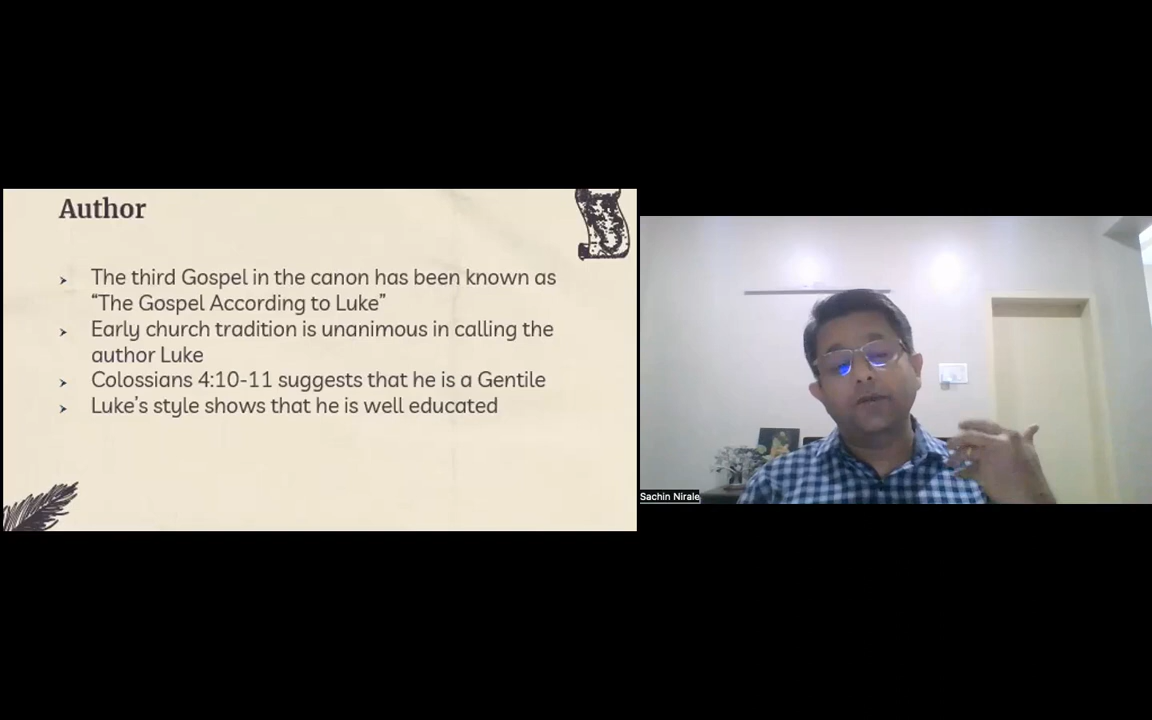 Author
The third Gospel in the canon has been known as
“The Gospel According to Luke”
Early church tradition is unanimous in calling the
author Luke
Colossians 4:10-11 suggests that he is a Gentile
Luke’s style shows that he is well educated
Sachin Nirale